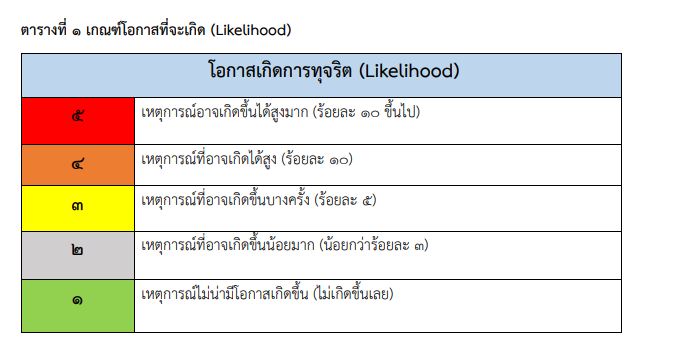 ตารางที่ ๑ เกณฑ์โอกาสที่จะเกิด (Likelihood)
โอกาสเกิดการทุจริต (Likelihood)
๕ เหตุการณ์อาจเกิดขึ้นได้สูงมาก (ร้อยละ ๑๐ ขึ้นไป)
๔ เหตุการณ์ที่อาจเกิดได้สูง (ร้อยละ ๑๐)
๓ เหตุการณ์ที่อาจเกิดขึ้นบางครั้ง (ร้อยละ ๕)
๒ เหตุการณ์ที่อาจเกิดขึ้นน้อยมาก (น้อยกว่าร้อยละ ๓)
๑ เหตุการณ์ไม่น่ามีโอกาสเกิดขึ้น (ไม่เกิดขึ้นเลย)